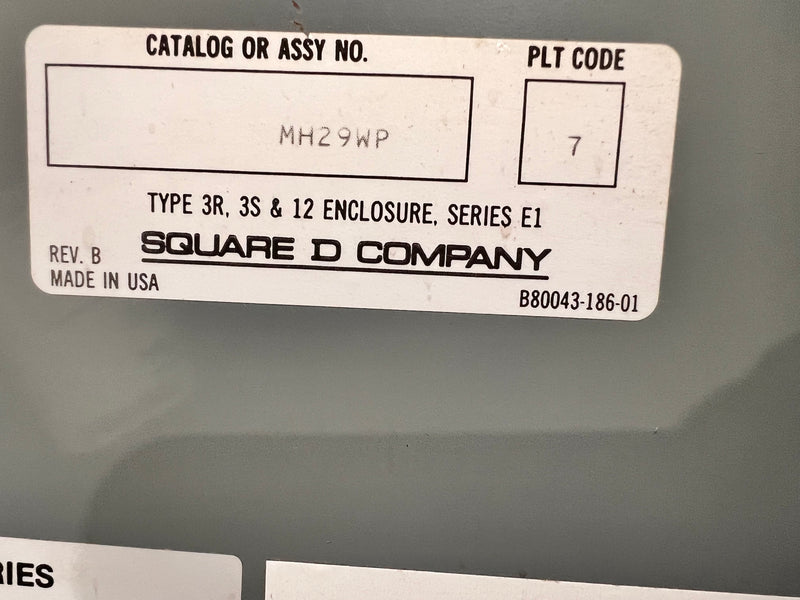 CATALOG OR ASSY NO. PLT CODE
MH29WP 7
TYPE 3R, 3S & 12 ENCLOSURE, SERIES E1
SQUARE D COMPANY
REV. B
MADE IN USA
B80043-186-01
RIES